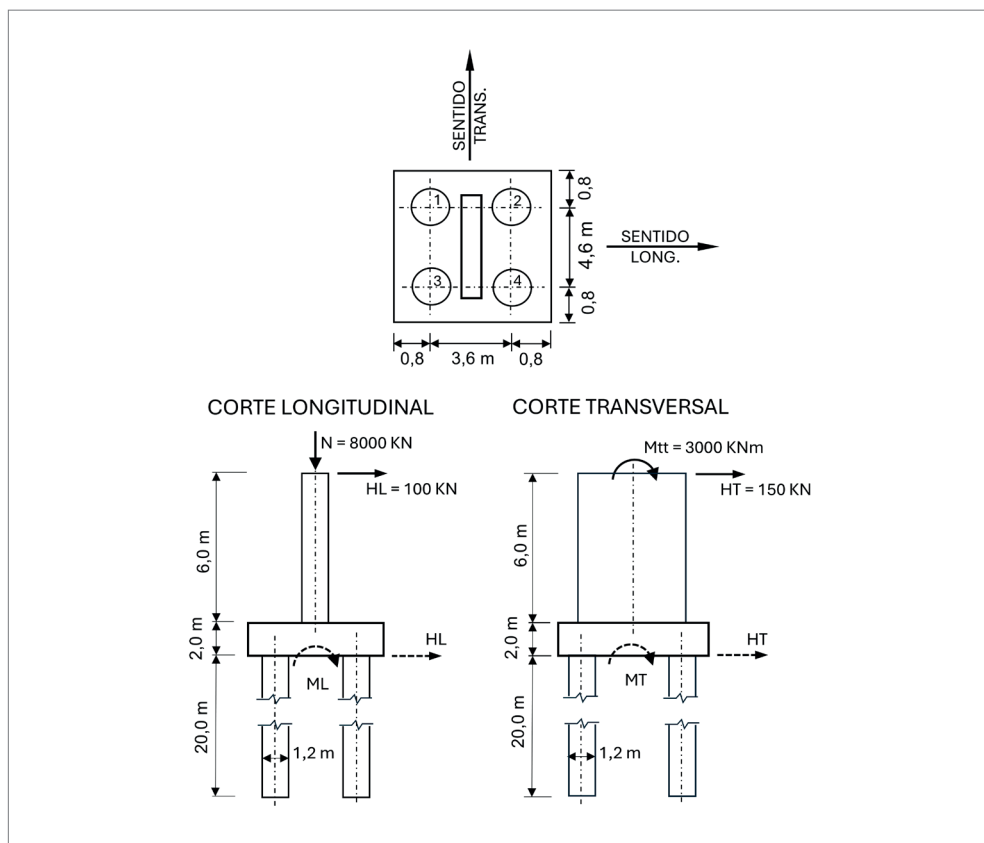 SENTIDO
TRANS.
1
2
3
4
0,8
4,6 m
0,8
SENTIDO
LONG.
0,8
3,6 m
0,8
CORTE LONGITUDINAL
N = 8000 KN
HL = 100 KN
6,0 m
2,0 m
HL
ML
20,0 m
1,2 m
CORTE TRANSVERSAL
Mtt = 3000 KNm
HT = 150 KN
6,0 m
2,0 m
HT
MT
20,0 m
1,2 m